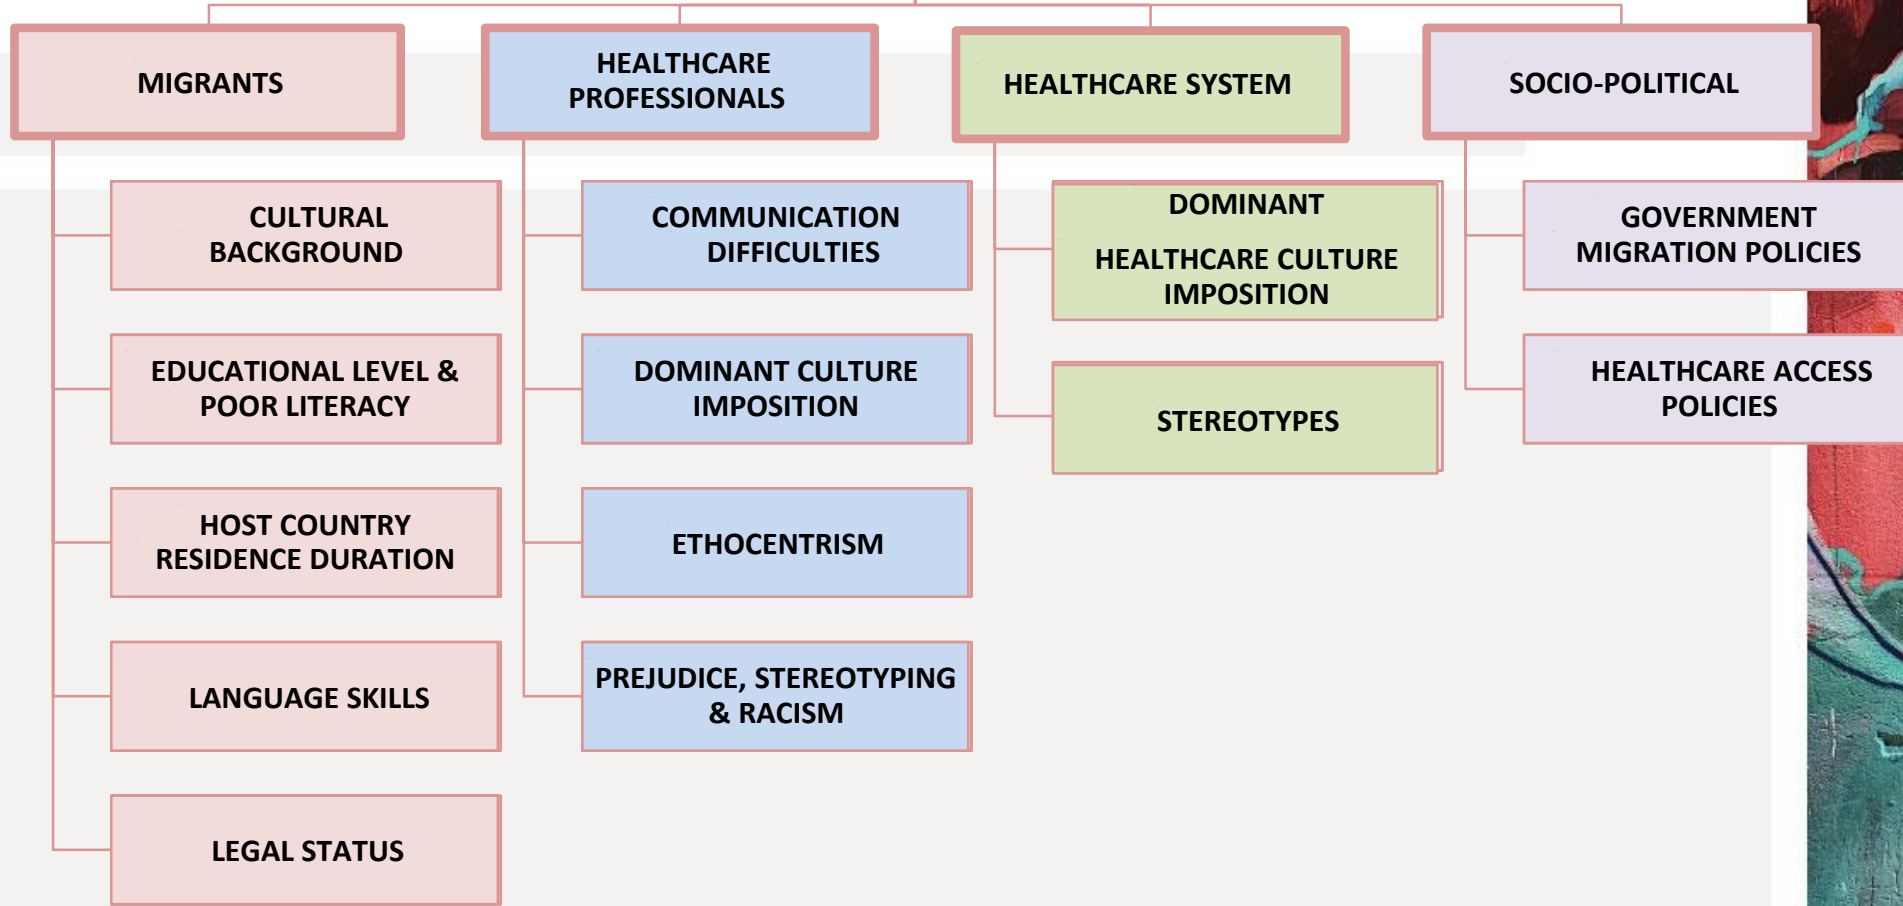 MIGRANTS
HEALTHCARE
PROFESSIONALS
HEALTHCARE SYSTEM
SOCIO-POLITICAL
CULTURAL
BACKGROUND
EDUCATIONAL LEVEL &
POOR LITERACY
HOST COUNTRY
RESIDENCE DURATION
LANGUAGE SKILLS
LEGAL STATUS
COMMUNICATION
DIFFICULTIES
DOMINANT CULTURE
IMPOSITION
ETHOCENTRISM
PREJUDICE, STEREOTYPING
& RACISM
DOMINANT
HEALTHCARE CULTURE
IMPOSITION
STEREOTYPES
GOVERNMENT
MIGRATION POLICIES
HEALTHCARE ACCESS
POLICIES